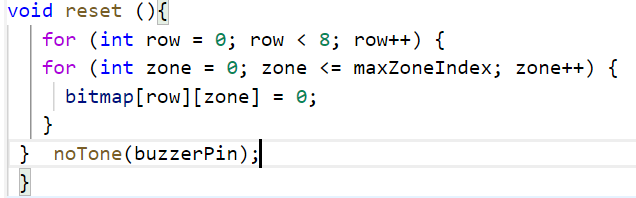 void reset (){
for (int row = 0; row < 8; row++) {
for (int zone = 0; zone <= maxZoneIndex; zone++) {
bitmap[row][zone] = 0;
}
}  noTone(buzzerPin);
}